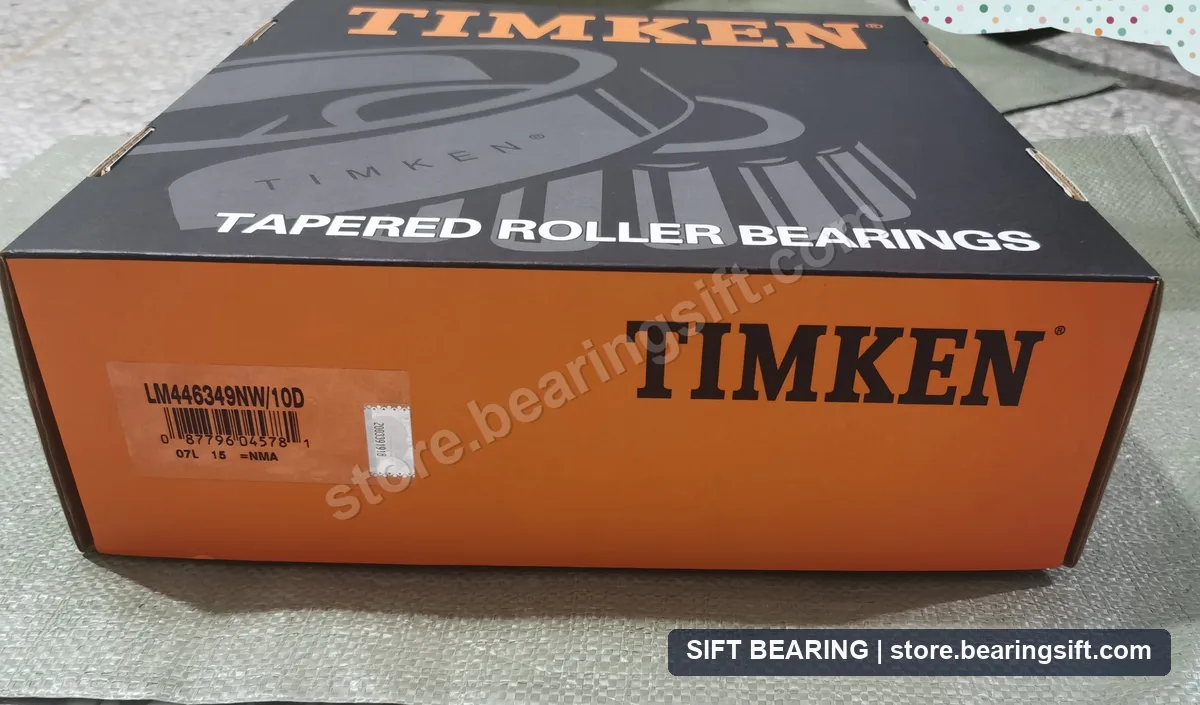 TIMKEN®
TIMKEN®
TAPERED ROLLER BEARINGS
TIMKEN®
LM446349NW/10D
0 87796 04578 1
07L 15 =NMA
2003391918
store.bearingsift.com
SIFT BEARING | store.bearingsift.com